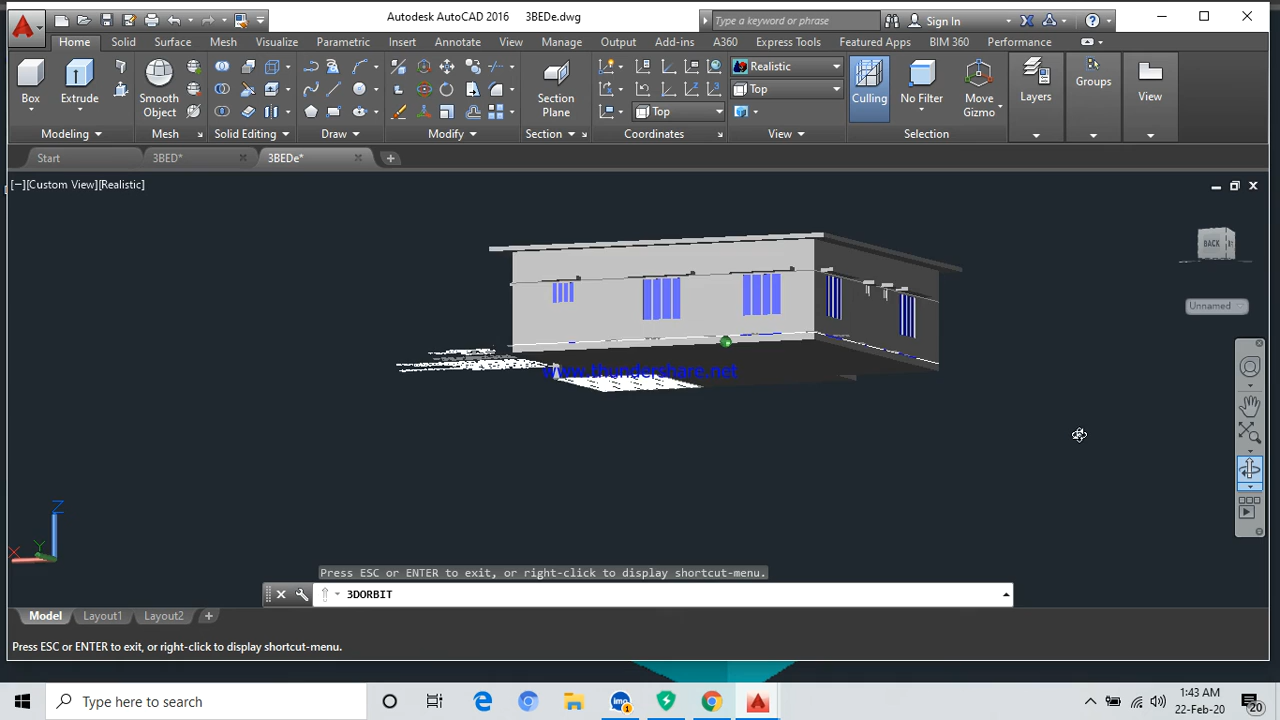 Autodesk AutoCAD 2016 3BEDe.dwg Type a keyword or phrase Sign In
Home Solid Surface Mesh Visualize Parametric Insert Annotate View Manage Output Add-ins A360 Express Tools Featured Apps BIM 360 Performance
Box Extrude Smooth Object Section Plane Realistic Top Top Culling No Filter Move Gizmo Layers Groups View
Modeling Mesh Solid Editing Draw Modify Section Coordinates View Selection
Start 3BED* 3BEDe*
[−][Custom View][Realistic]
BACK
Unnamed
www.thundershare.net
Z
X Y
Press ESC or ENTER to exit, or right-click to display shortcut-menu.
3DORBIT
Model Layout1 Layout2
Press ESC or ENTER to exit, or right-click to display shortcut-menu.
Type here to search
imo
1
1:43 AM
22-Feb-20
20